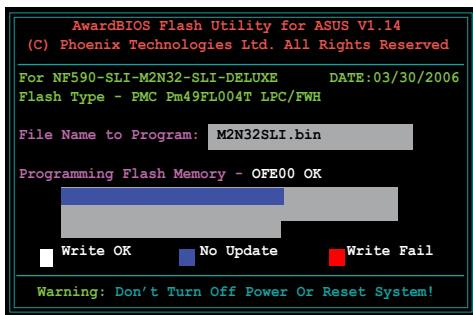 AwardBIOS Flash Utility for ASUS V1.14
(C) Phoenix Technologies Ltd. All Rights Reserved
For NF590-SLI-M2N32-SLI-DELUXE DATE:03/30/2006
Flash Type - PMC Pm49FL004T LPC/FWH
File Name to Program: M2N32SLI.bin
Programming Flash Memory - OFE00 OK
Write OK No Update Write Fail
Warning: Don't Turn Off Power Or Reset System!